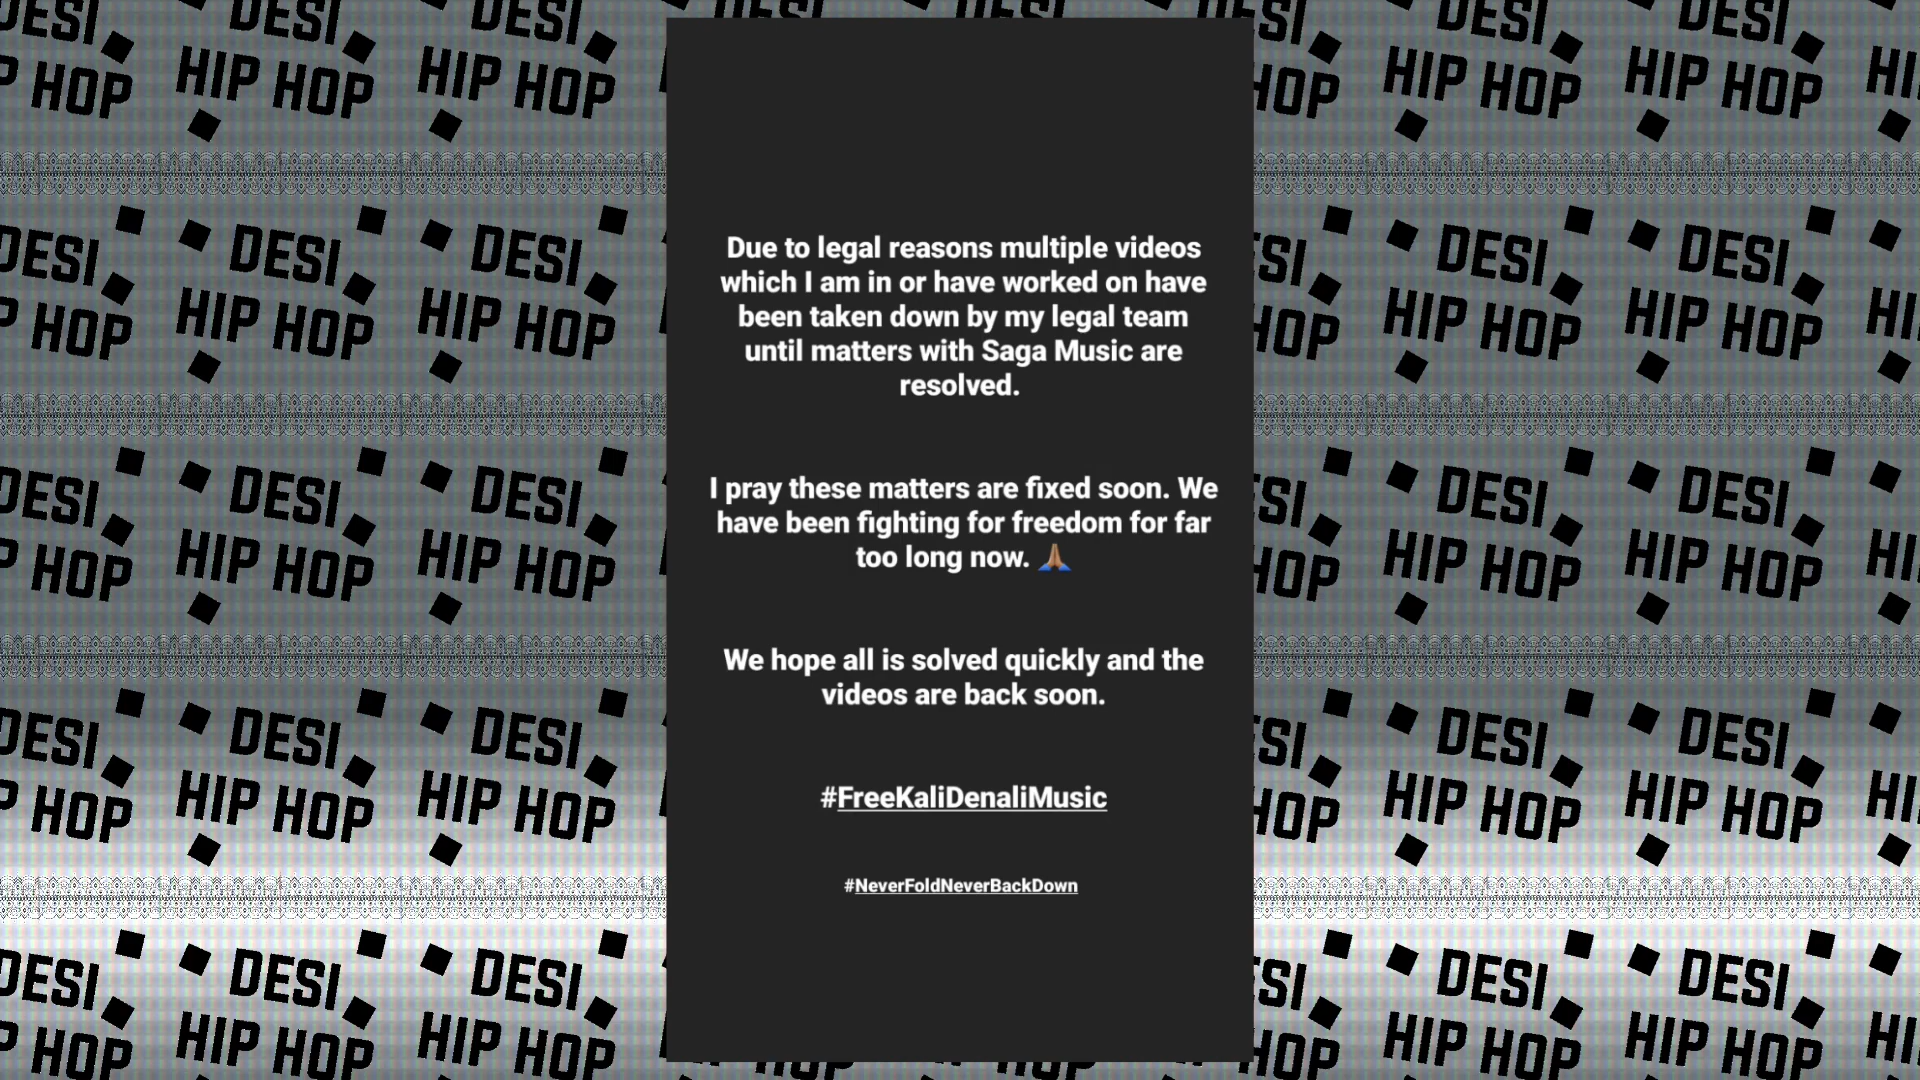 Due to legal reasons multiple videos
which I am in or have worked on have
been taken down by my legal team
until matters with Saga Music are
resolved.
I pray these matters are fixed soon. We
have been fighting for freedom for far
too long now. 🙏🏽
We hope all is solved quickly and the
videos are back soon.
#FreeKaliDenaliMusic
#NeverFoldNeverBackDown
DESI
HIP HOP